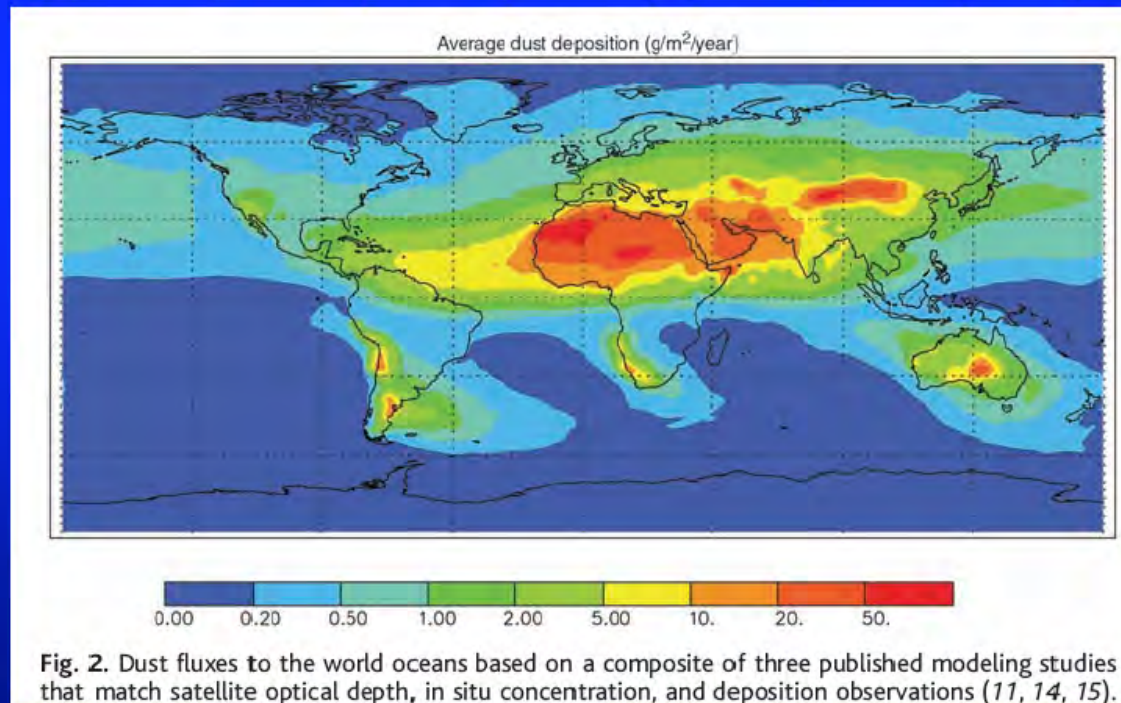 Average dust deposition (g/m²/year)
0.00 0.20 0.50 1.00 2.00 5.00 10. 20. 50.
Fig. 2. Dust fluxes to the world oceans based on a composite of three published modeling studies
that match satellite optical depth, in situ concentration, and deposition observations (11, 14, 15).